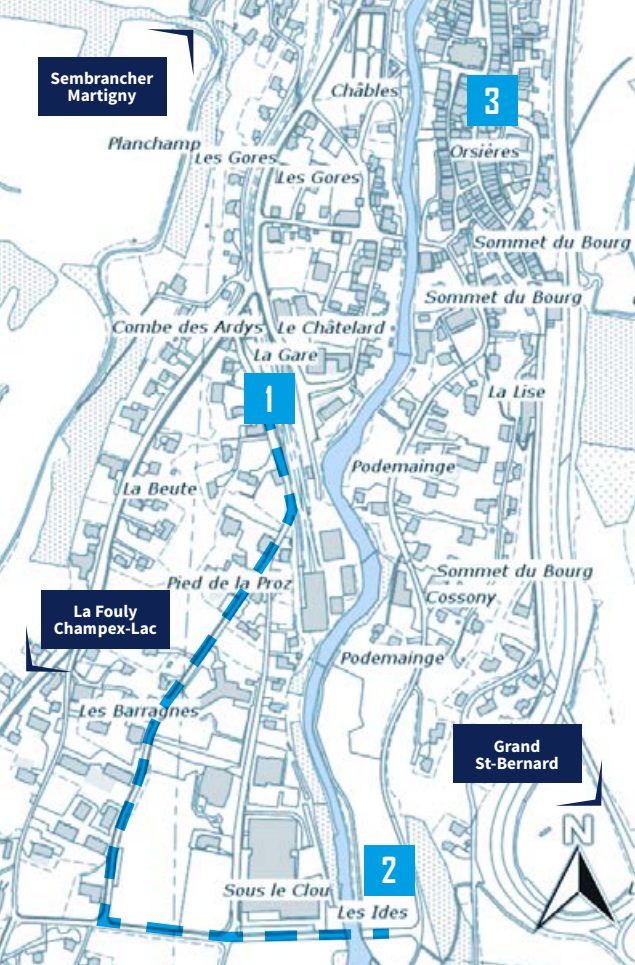 Sembrancher
Martigny
Châbles
3
Planchamp
Les Gores
Orsières
Les Gores
Sommet du Bourg
Sommet du Bourg
Combe des Ardys
Le Châtelard
La Gare
1
La Lise
Podemainge
La Beute
Pied de la Proz
Sommet du Bourg
La Fouly
Champex-Lac
Cossony
Podemainge
Les Barragnes
Grand
St-Bernard
N
2
Sous le Clou
Les Ides